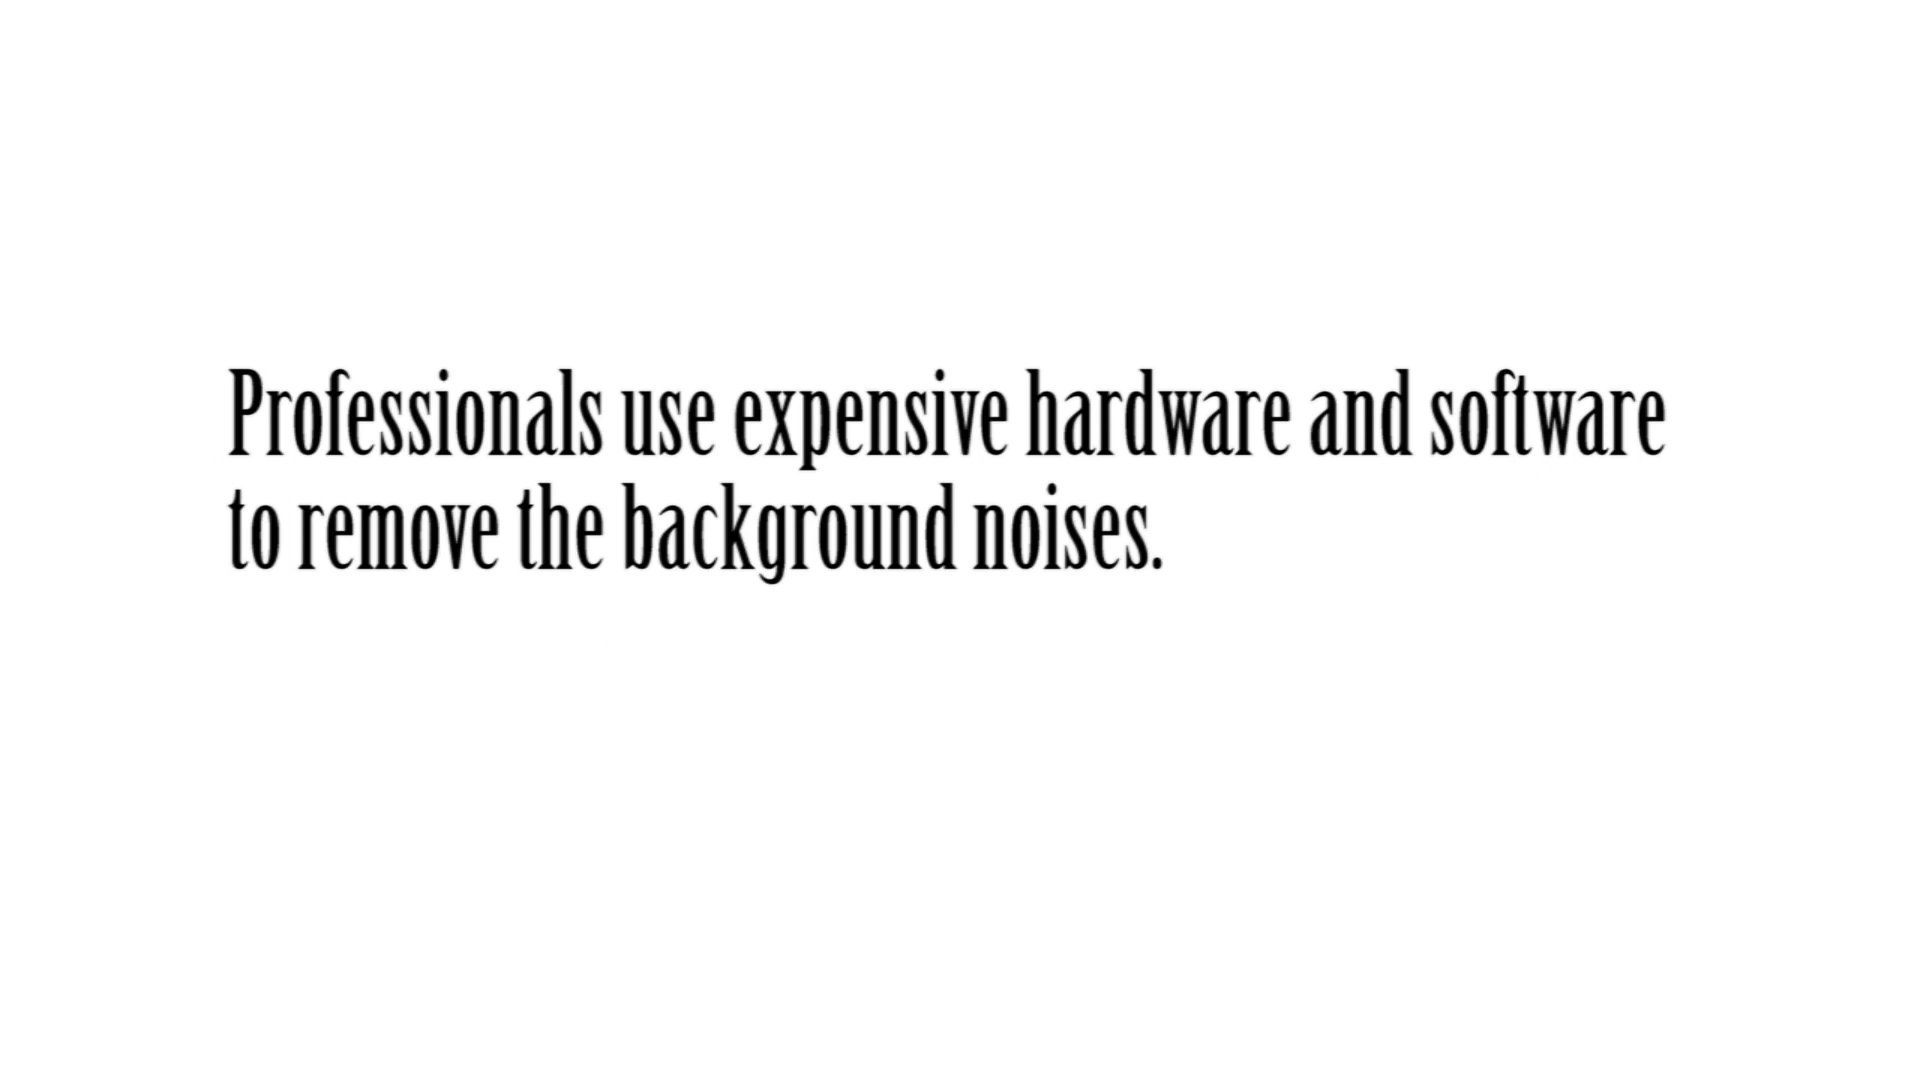 Professionals use expensive hardware and software
to remove the background noises.